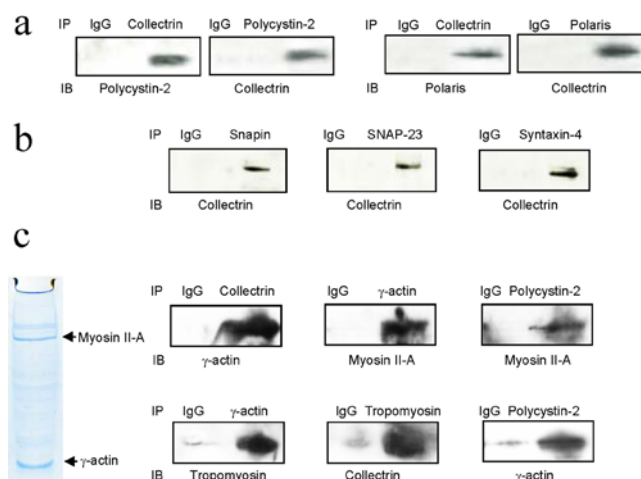 a
IP IgG Collectrin IgG Polycystin-2 IgG Collectrin IgG Polaris
IB Polycystin-2 Collectrin IB Polaris Collectrin
b
IP IgG Snapin IgG SNAP-23 IgG Syntaxin-4
IB Collectrin Collectrin Collectrin
c
IP IgG Collectrin IgG γ-actin IgG Polycystin-2
Myosin II-A
IB γ-actin Myosin II-A Myosin II-A
IP IgG γ-actin IgG Tropomyosin IgG Polycystin-2
γ-actin
IB Tropomyosin Collectrin γ-actin